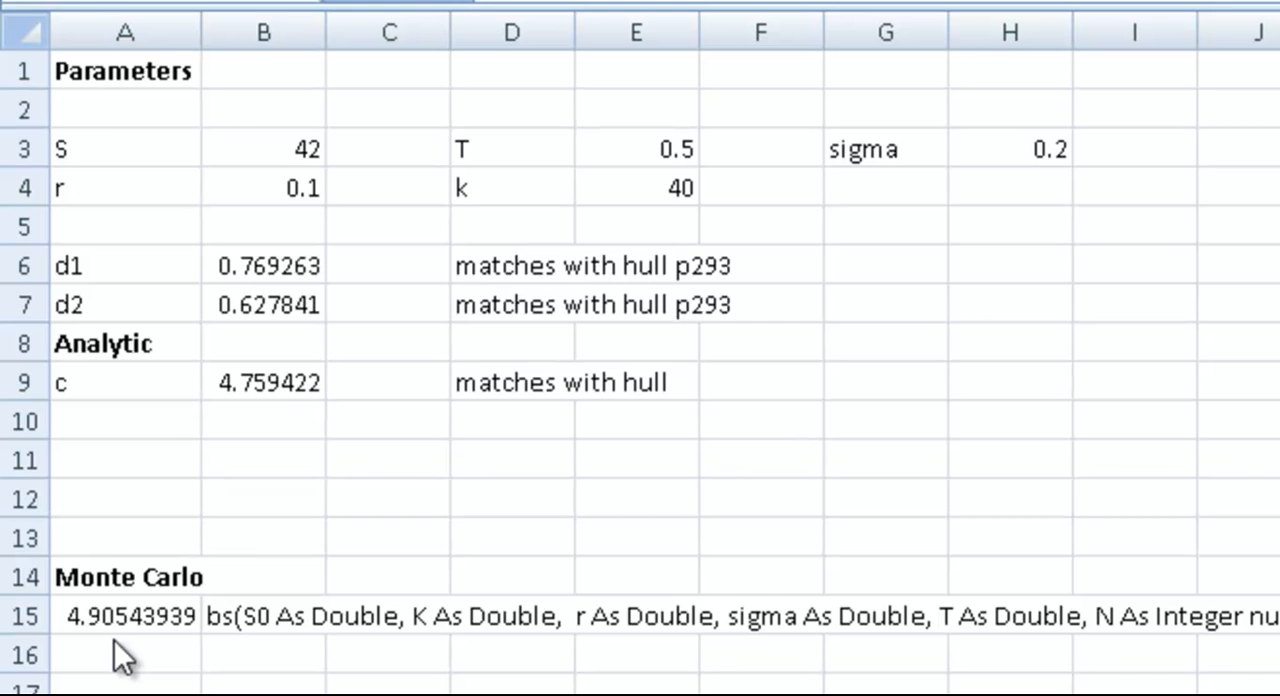 A B C D E F G H I J
1 Parameters
2
3 S 42 T 0.5 sigma 0.2
4 r 0.1 k 40
5
6 d1 0.769263 matches with hull p293
7 d2 0.627841 matches with hull p293
8 Analytic
9 c 4.759422 matches with hull
10
11
12
13
14 Monte Carlo
15 4.90543939 bs(S0 As Double, K As Double, r As Double, sigma As Double, T As Double, N As Integer nu
16
17